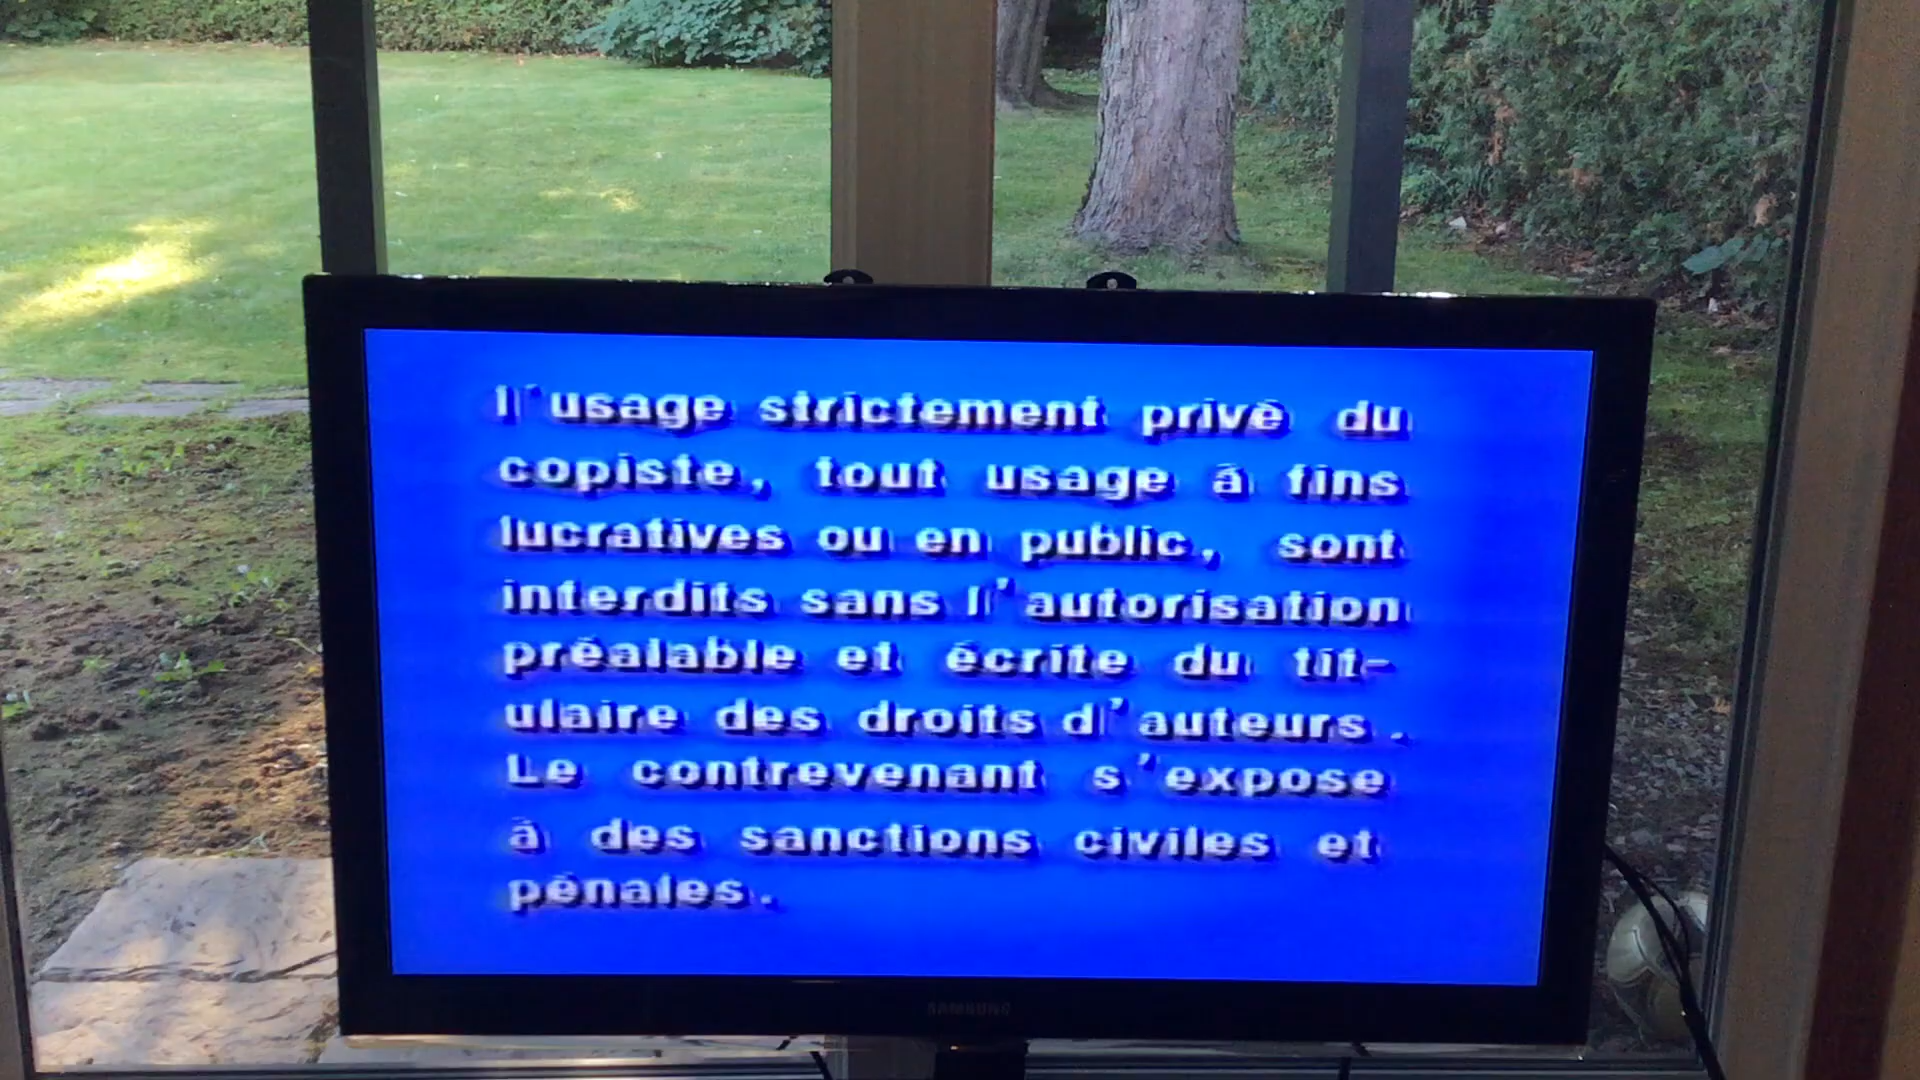 l'usage strictement privé du
copiste, tout usage à fins
lucratives ou en public, sont
interdits sans l'autorisation
préalable et écrite du tit-
ulaire des droits d'auteurs.
Le contrevenant s'expose
à des sanctions civiles et
pénales.
SAMSUNG